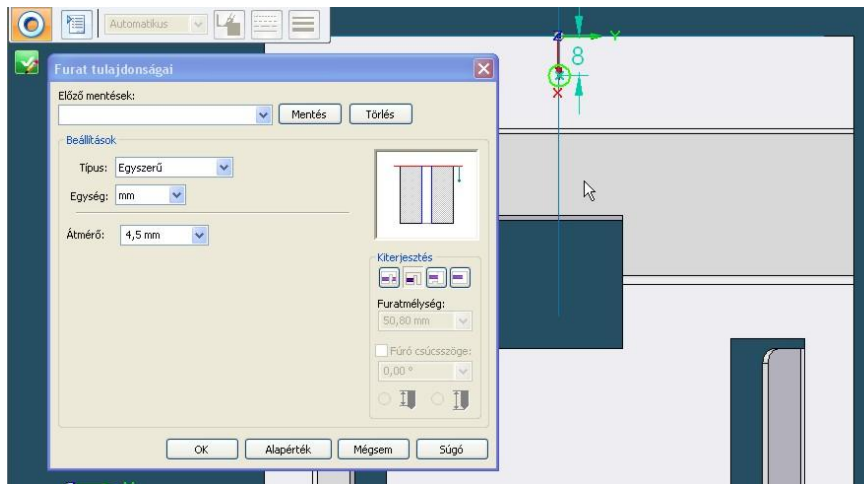 Automatikus
Furat tulajdonságai
Előző mentések:
Mentés
Törlés
Beállítások
Típus: Egyszerű
Egység: mm
Átmérő: 4,5 mm
Kiterjesztés
Furatmélység:
50,80 mm
Fúró csúcsszöge:
0,00 °
OK
Alapérték
Mégsem
Súgó
Z
Y
8
X